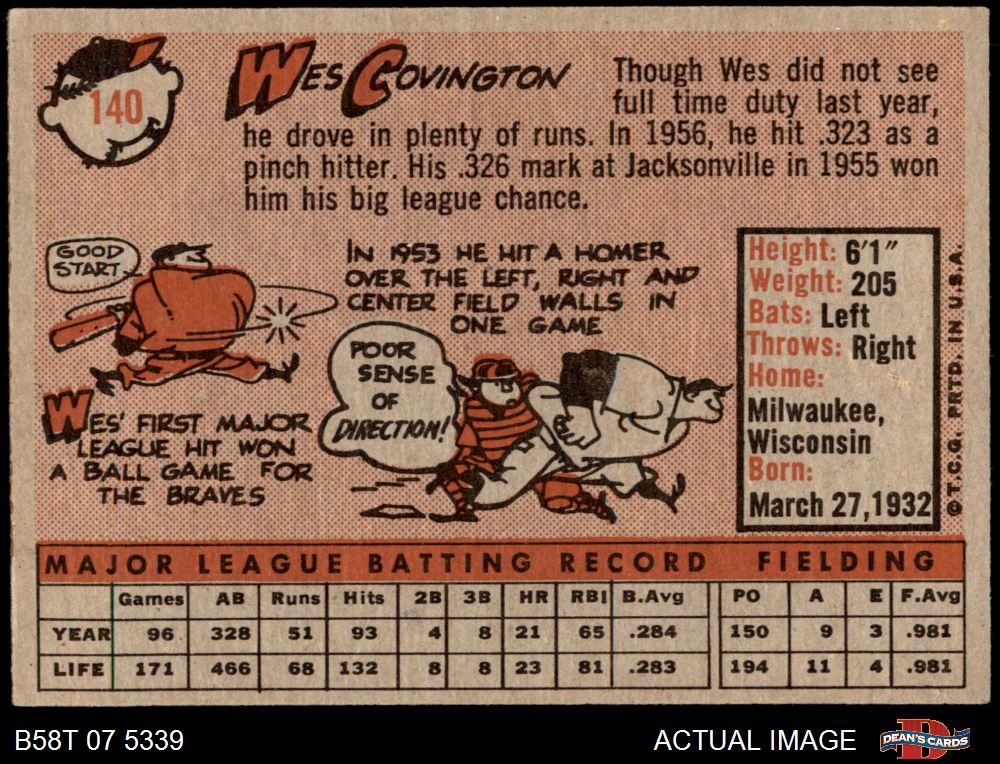 140
WES COVINGTON
Though Wes did not see
full time duty last year,
he drove in plenty of runs. In 1956, he hit .323 as a
pinch hitter. His .326 mark at Jacksonville in 1955 won
him his big league chance.
GOOD
START
IN 1953 HE HIT A HOMER
OVER THE LEFT, RIGHT AND
CENTER FIELD WALLS IN
ONE GAME
POOR
SENSE
OF
DIRECTION!
WES' FIRST MAJOR
LEAGUE HIT WON
A BALL GAME FOR
THE BRAVES
Height: 6'1"
Weight: 205
Bats: Left
Throws: Right
Home:
Milwaukee,
Wisconsin
Born:
March 27, 1932
© T.C.G. PRTD. IN U.S.A.
MAJOR LEAGUE BATTING RECORD FIELDING
Games AB Runs Hits 2B 3B HR RBI B.Avg PO A E F.Avg
YEAR 96 328 51 93 4 8 21 65 .284 150 9 3 .981
LIFE 171 466 68 132 8 8 23 81 .283 194 11 4 .981
B58T 07 5339 ACTUAL IMAGE DEAN'S CARDS